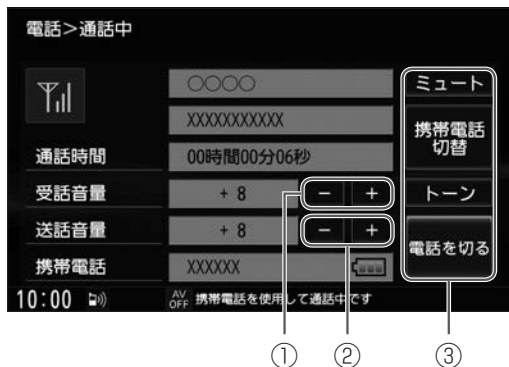 電話>通話中
○○○○
ミュート
XXXXXXXXXXX
携帯電話
切替
通話時間 00時間00分06秒
受話音量 + 8 − +
トーン
送話音量 + 8 − +
電話を切る
携帯電話 XXXXXX
10:00 AV OFF 携帯電話を使用して通話中です
① ② ③